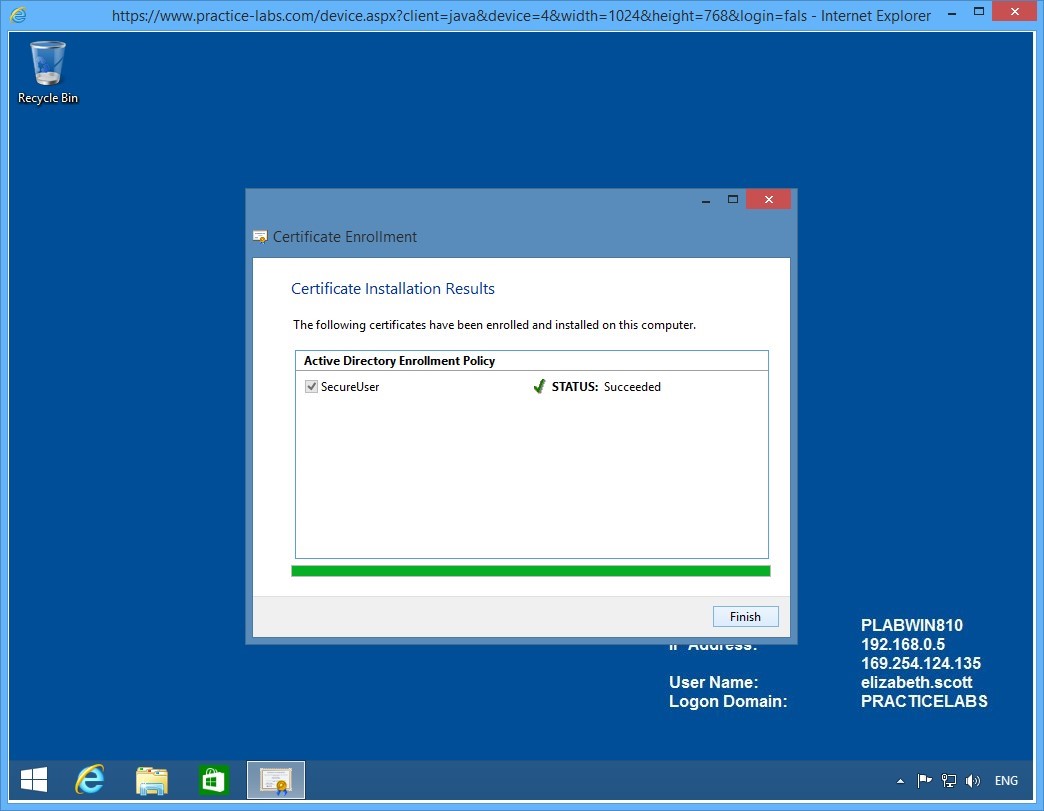 https://www.practice-labs.com/device.aspx?client=java&device=4&width=1024&height=768&login=fals - Internet Explorer
Recycle Bin
Certificate Enrollment
Certificate Installation Results
The following certificates have been enrolled and installed on this computer.
Active Directory Enrollment Policy
SecureUser STATUS: Succeeded
Finish
PLABWIN810
IP Address: 192.168.0.5
169.254.124.135
User Name: elizabeth.scott
Logon Domain: PRACTICELABS
ENG